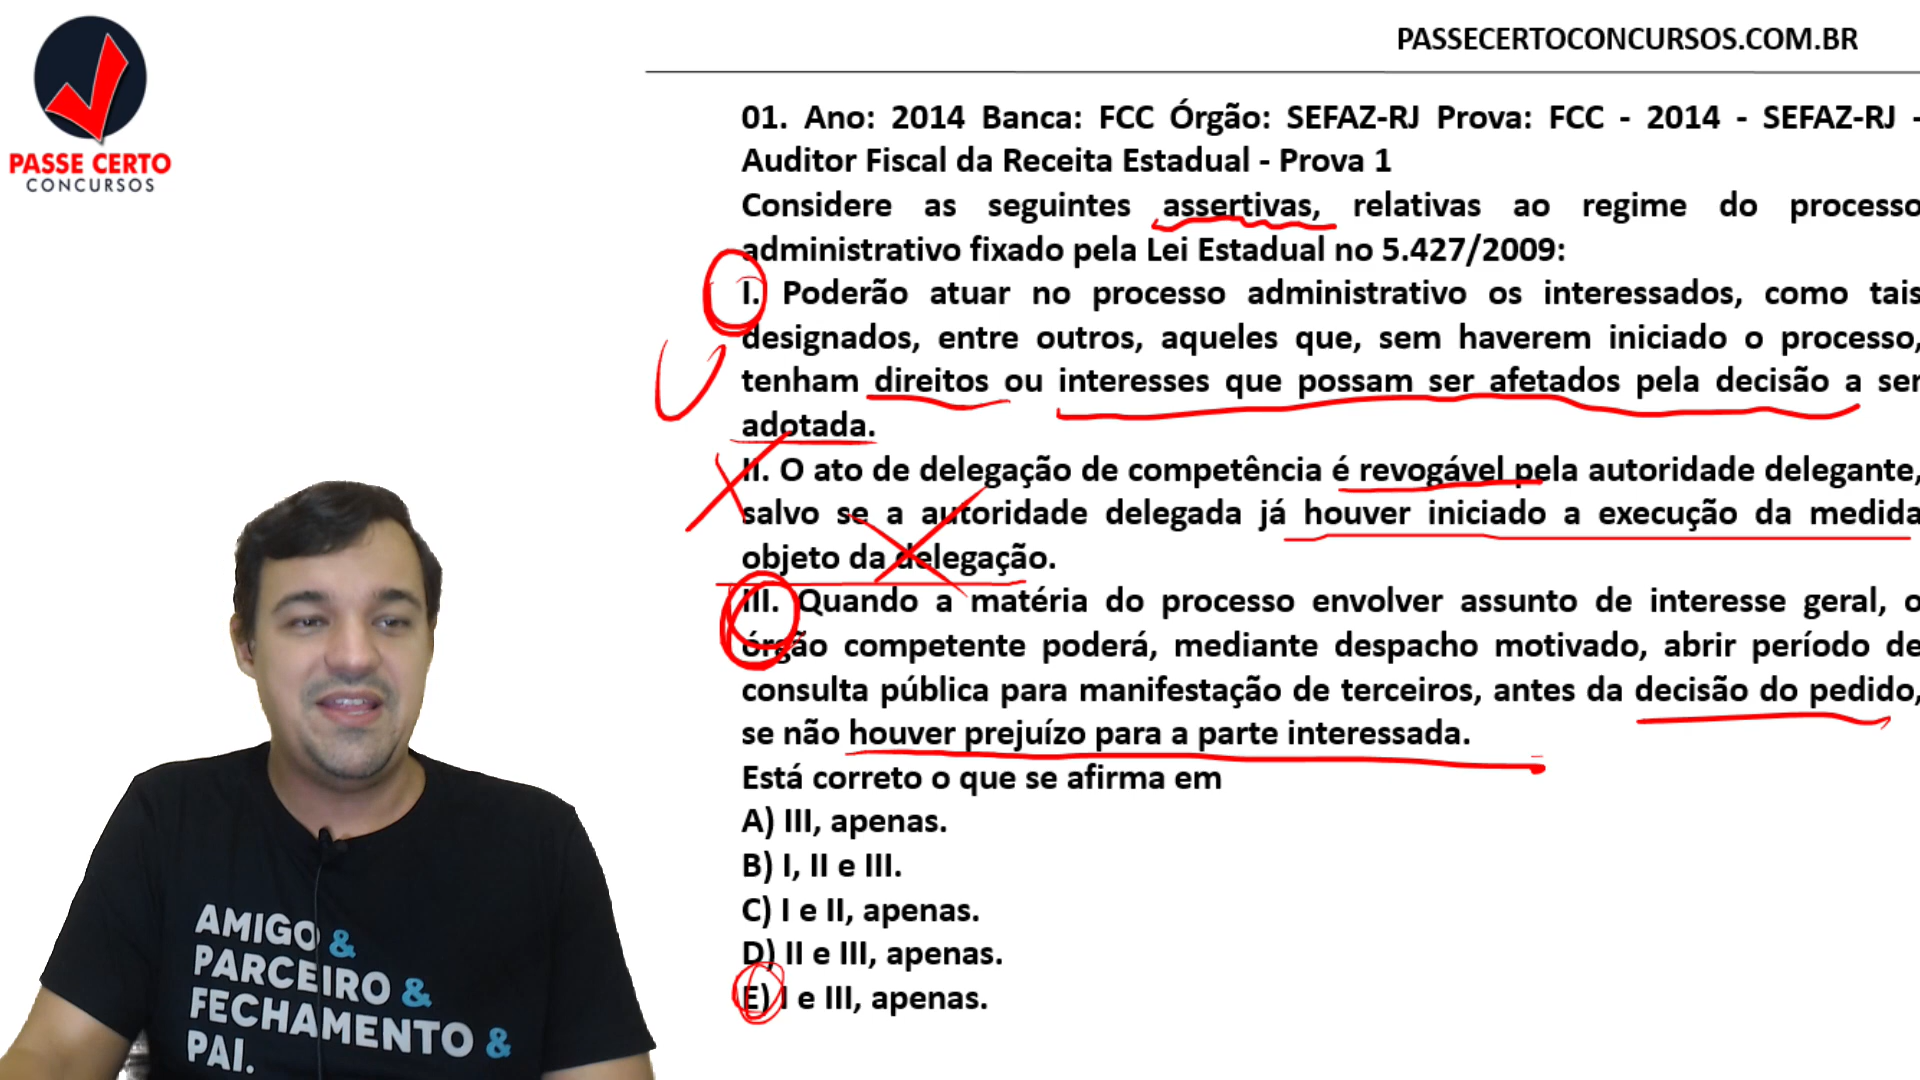 PASSECERTOCONCURSOS.COM.BR
PASSE CERTO
CONCURSOS
01. Ano: 2014 Banca: FCC Órgão: SEFAZ-RJ Prova: FCC - 2014 - SEFAZ-RJ -
Auditor Fiscal da Receita Estadual - Prova 1
Considere as seguintes assertivas, relativas ao regime do processo
administrativo fixado pela Lei Estadual no 5.427/2009:
I. Poderão atuar no processo administrativo os interessados, como tais
designados, entre outros, aqueles que, sem haverem iniciado o processo,
tenham direitos ou interesses que possam ser afetados pela decisão a ser
adotada.
II. O ato de delegação de competência é revogável pela autoridade delegante,
salvo se a autoridade delegada já houver iniciado a execução da medida
objeto da delegação.
III. Quando a matéria do processo envolver assunto de interesse geral, o
órgão competente poderá, mediante despacho motivado, abrir período de
consulta pública para manifestação de terceiros, antes da decisão do pedido,
se não houver prejuízo para a parte interessada.
Está correto o que se afirma em
A) III, apenas.
B) I, II e III.
C) I e II, apenas.
D) II e III, apenas.
E) I e III, apenas.
AMIGO &
PARCEIRO &
FECHAMENTO &
PAI.